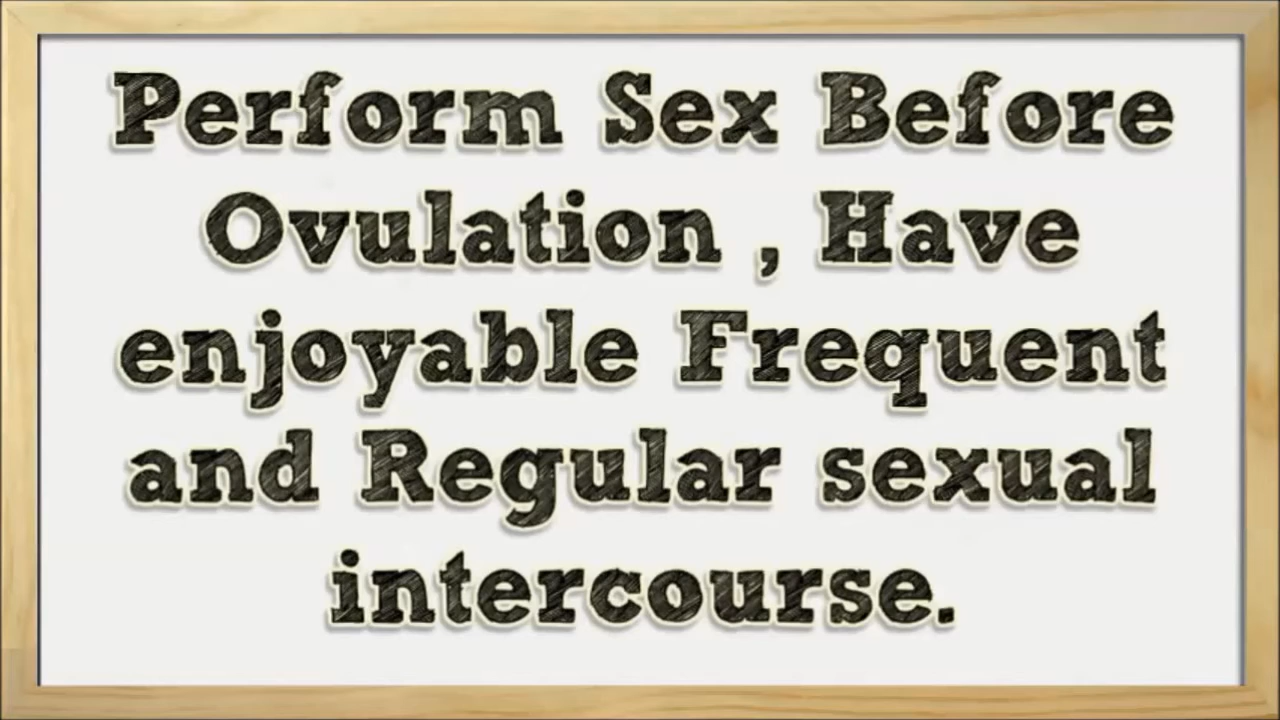 Perform Sex Before
Ovulation , Have
enjoyable Frequent
and Regular sexual
intercourse.